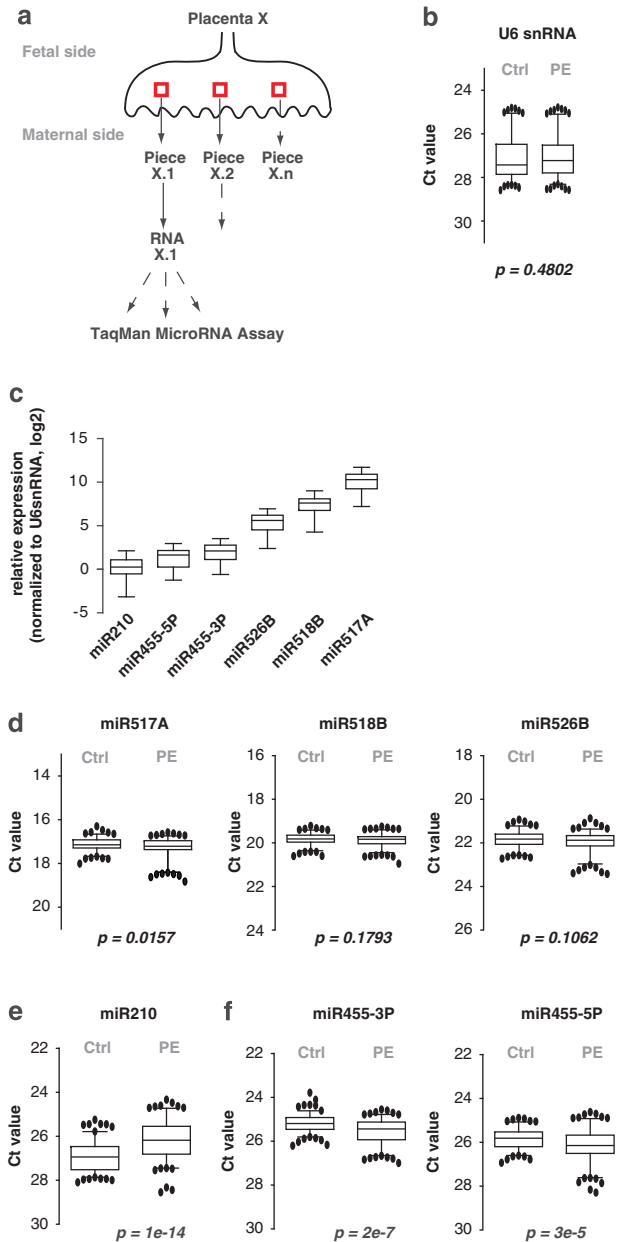 a
Placenta X
Fetal side
Maternal side
Piece X.1
Piece X.2
Piece X.n
RNA X.1
TaqMan MicroRNA Assay
b
U6 snRNA
Ctrl PE
Ct value
24
26
28
30
p = 0.4802
c
relative expression
(normalized to U6snRNA, log2)
15
10
5
0
-5
miR210
miR455-5P
miR455-3P
miR526B
miR518B
miR517A
d
miR517A
Ctrl PE
Ct value
14
16
18
20
p = 0.0157
miR518B
Ctrl PE
Ct value
16
18
20
22
24
p = 0.1793
miR526B
Ctrl PE
Ct value
18
20
22
24
26
p = 0.1062
e
miR210
Ctrl PE
Ct value
22
24
26
28
30
p = 1e-14
f
miR455-3P
Ctrl PE
Ct value
22
24
26
28
30
p = 2e-7
miR455-5P
Ctrl PE
Ct value
22
24
26
28
30
p = 3e-5